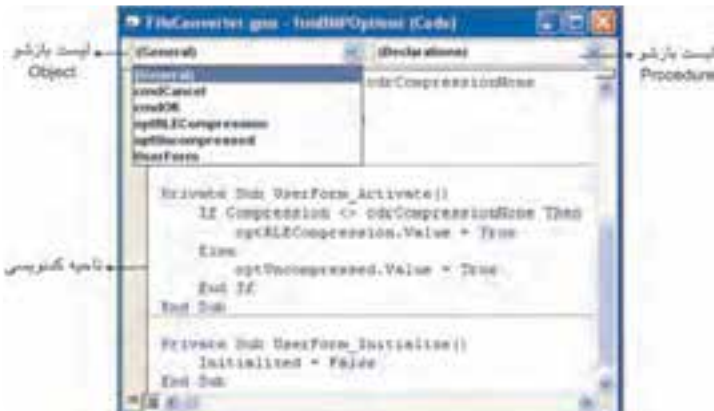 FileConverter.gms - frmBMPOptions (Code)
لیست بازشو
Object
(General)
(Declarations)
لیست بازشو
Procedure
(General)
cmdCancel
cmdOK
optRLECompression
optUncompressed
UserForm
cdrCompressionNone
Private Sub UserForm_Activate()
If Compression <> cdrCompressionNone Then
optRLECompression.Value = True
Else
ناحیه کدنویسی
optUncompressed.Value = True
End If
End Sub
Private Sub UserForm_Initialize()
Initialized = False
End Sub